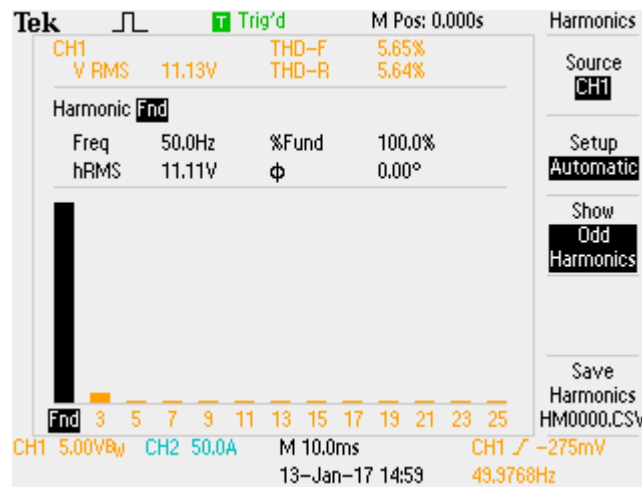 Tek T Trig'd M Pos: 0.000s Harmonics
CH1 THD-F 5.65%
V RMS 11.13V THD-R 5.64%
Source
CH1
Harmonic Fnd
Freq 50.0Hz %Fund 100.0%
hRMS 11.11V ϕ 0.00°
Setup
Automatic
Show
Odd
Harmonics
Save
Harmonics
HM0000.CSV
Fnd 3 5 7 9 11 13 15 17 19 21 23 25
CH1 5.00VBW CH2 50.0A M 10.0ms CH1 -275mV
13-Jan-17 14:59 49.9768Hz